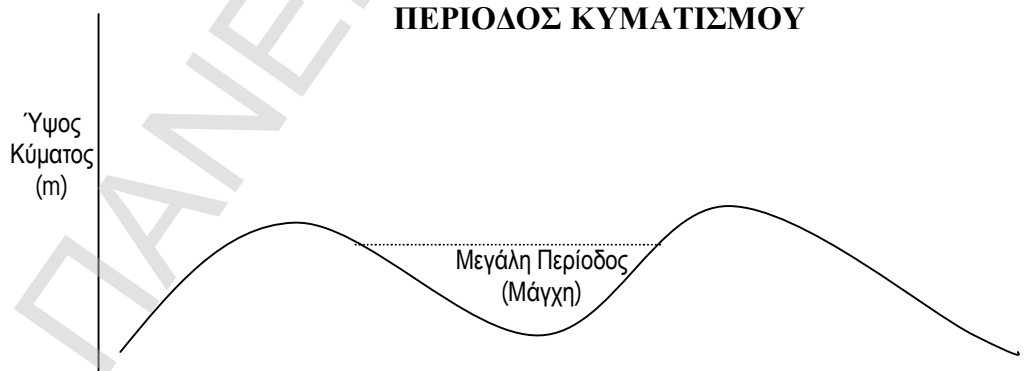 ΠΕΡΙΟΔΟΣ ΚΥΜΑΤΙΣΜΟΥ
Ύψος
Κύματος
(m)
Μεγάλη Περίοδος
(Μάγχη)